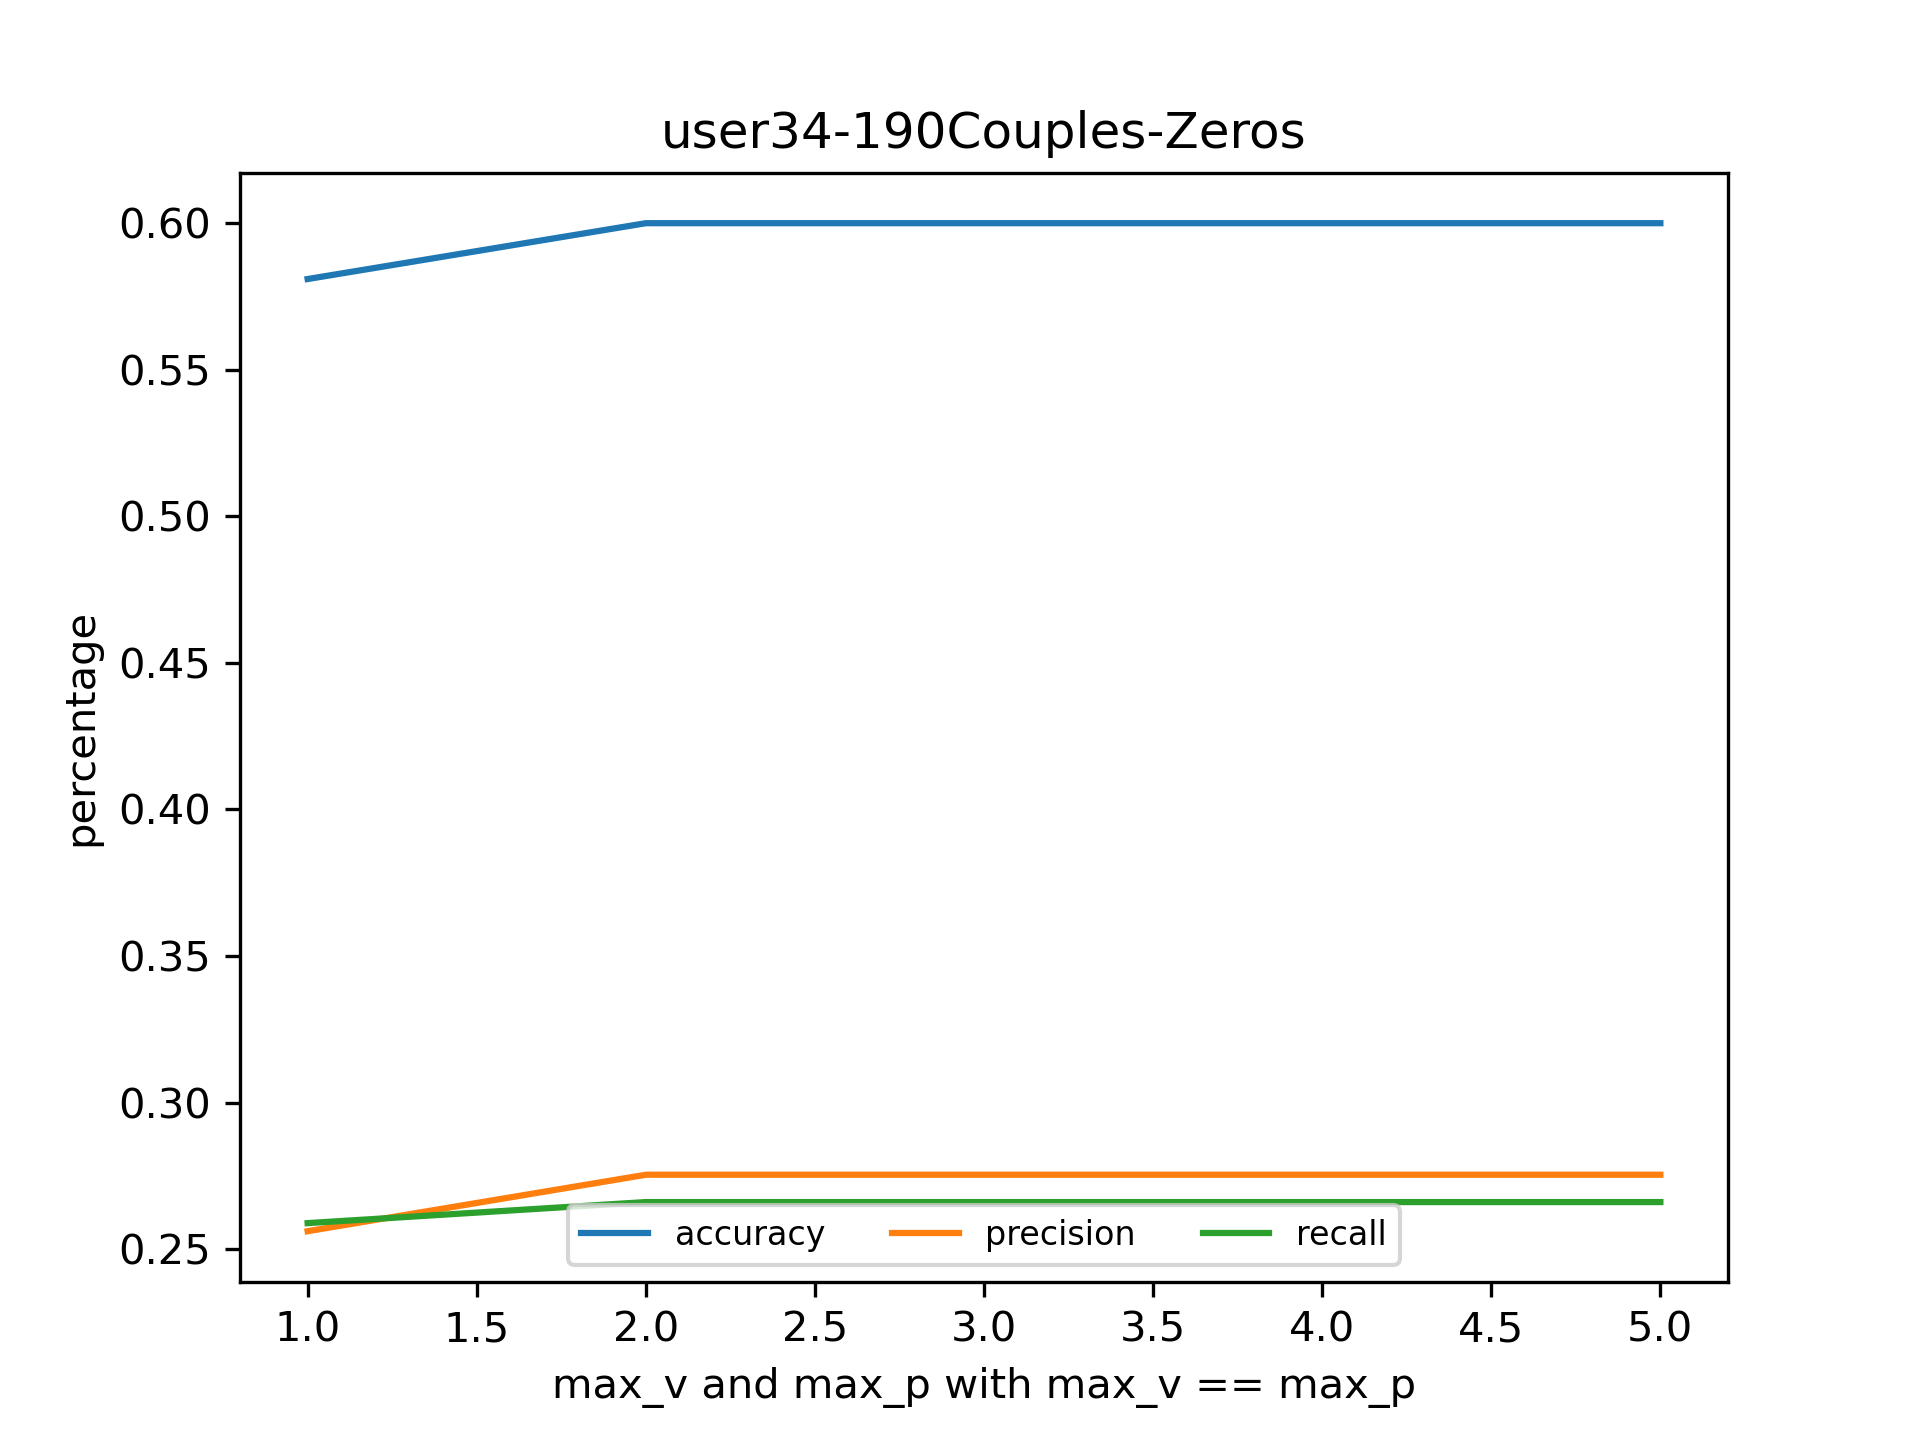 user34-190Couples-Zeros
0.60
0.55
0.50
0.45
0.40
0.35
0.30
0.25
percentage
accuracy precision recall
1.0 1.5 2.0 2.5 3.0 3.5 4.0 4.5 5.0
max_v and max_p with max_v == max_p